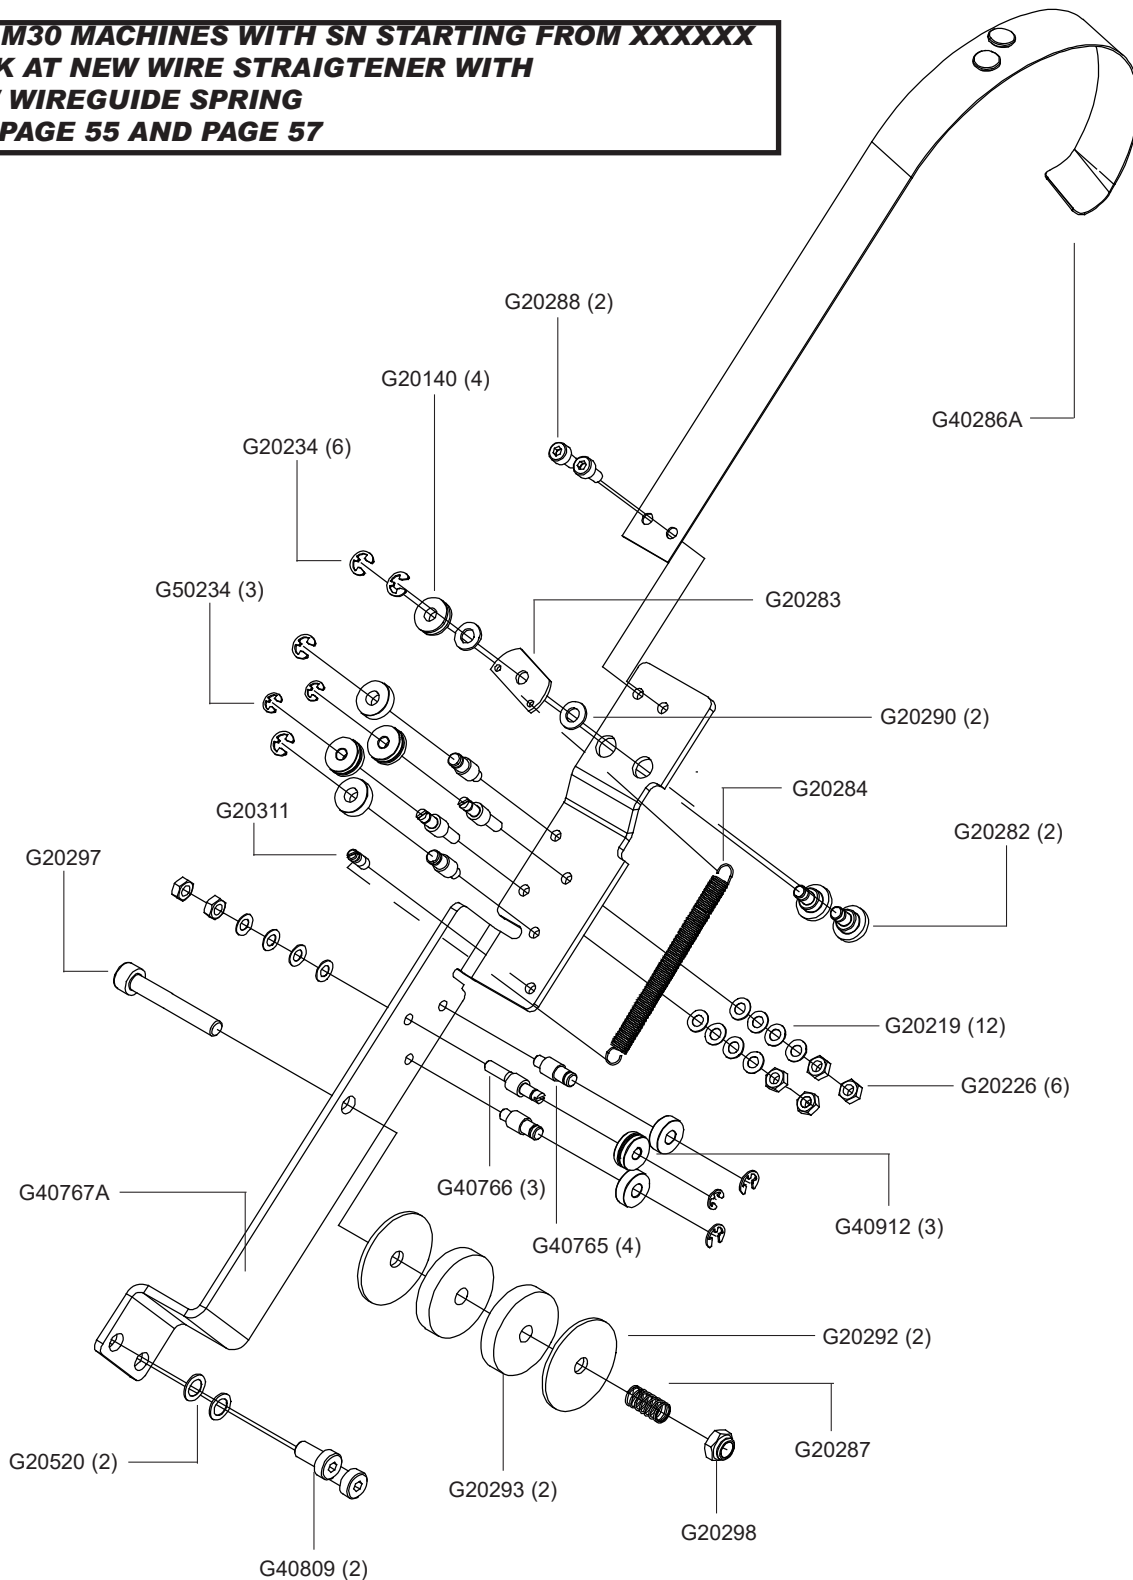 M30 MACHINES WITH SN STARTING FROM XXXXXX
AT NEW WIRE STRAIGTENER WITH
WIREGUIDE SPRING
PAGE 55 AND PAGE 57
G20288 (2)
G20140 (4)
G40286A
G20234 (6)
G50234 (3)
G20283
G20290 (2)
G20284
G20311
G20282 (2)
G20297
G20219 (12)
G20226 (6)
G40766 (3)
G40767A
G40912 (3)
G40765 (4)
G20292 (2)
G20287
G20520 (2)
G20293 (2)
G20298
G40809 (2)